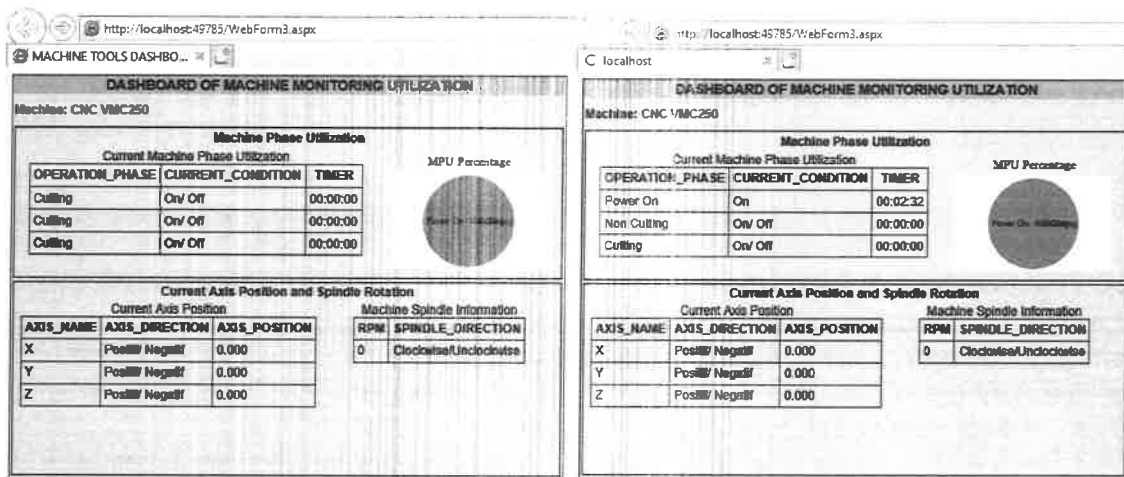 http://localhost:49785/WebForm3.aspx
MACHINE TOOLS DASHBO...
DASHBOARD OF MACHINE MONITORING UTILIZATION
Machine: CNC VMC250
Machine Phase Utilization
Current Machine Phase Utilization
OPERATION_PHASE CURRENT_CONDITION TIMER
Cutting On/ Off 00:00:00
Cutting On/ Off 00:00:00
Cutting On/ Off 00:00:00
MPU Percentage
Current Axis Position and Spindle Rotation
Current Axis Position
AXIS_NAME AXIS_DIRECTION AXIS_POSITION
X Positif/ Negatif 0.000
Y Positif/ Negatif 0.000
Z Positif/ Negatif 0.000
Machine Spindle Information
RPM SPINDLE_DIRECTION
0 Clockwise/Unclockwise
http://localhost:49785/WebForm3.aspx
localhost
DASHBOARD OF MACHINE MONITORING UTILIZATION
Machine: CNC VMC250
Machine Phase Utilization
Current Machine Phase Utilization
OPERATION_PHASE CURRENT_CONDITION TIMER
Power On On 00:02:32
Non Cutting On/ Off 00:00:00
Cutting On/ Off 00:00:00
MPU Percentage
Current Axis Position and Spindle Rotation
Current Axis Position
AXIS_NAME AXIS_DIRECTION AXIS_POSITION
X Positif/ Negatif 0.000
Y Positif/ Negatif 0.000
Z Positif/ Negatif 0.000
Machine Spindle Information
RPM SPINDLE_DIRECTION
0 Clockwise/Unclockwise